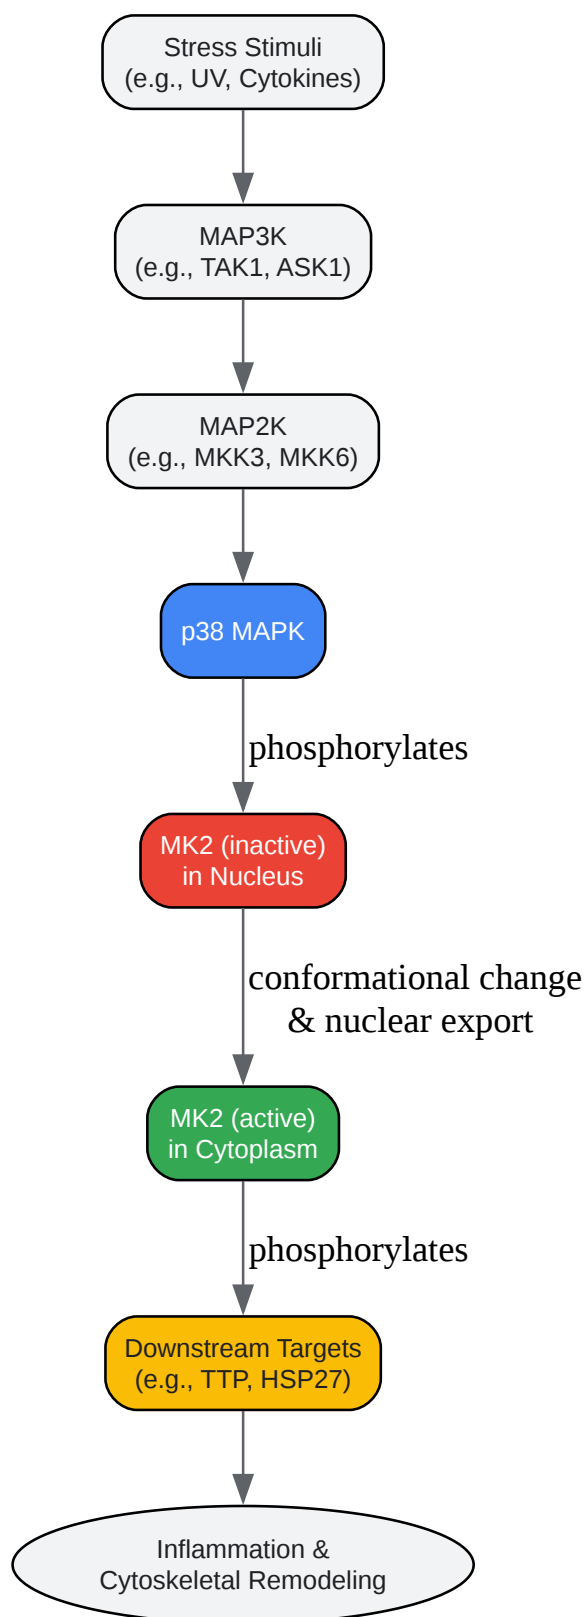 Stress Stimuli
(e.g., UV, Cytokines)
MAP3K
(e.g., TAK1, ASK1)
MAP2K
(e.g., MKK3, MKK6)
p38 MAPK
phosphorylates
MK2 (inactive)
in Nucleus
conformational change
& nuclear export
MK2 (active)
in Cytoplasm
phosphorylates
Downstream Targets
(e.g., TTP, HSP27)
Inflammation &
Cytoskeletal Remodeling